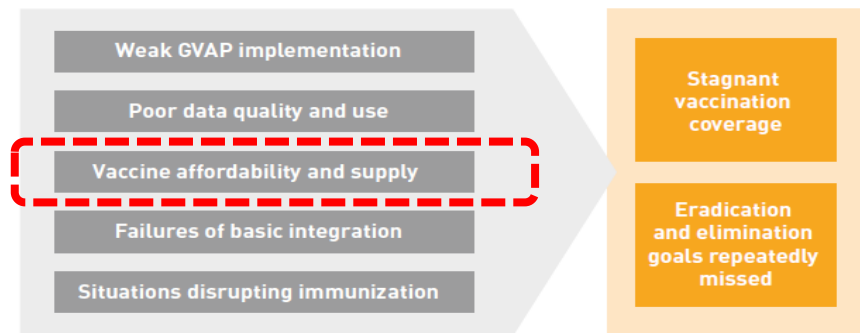 Weak GVAP implementation
Poor data quality and use
Vaccine affordability and supply
Failures of basic integration
Situations disrupting immunization
Stagnant
vaccination
coverage
Eradication
and elimination
goals repeatedly
missed